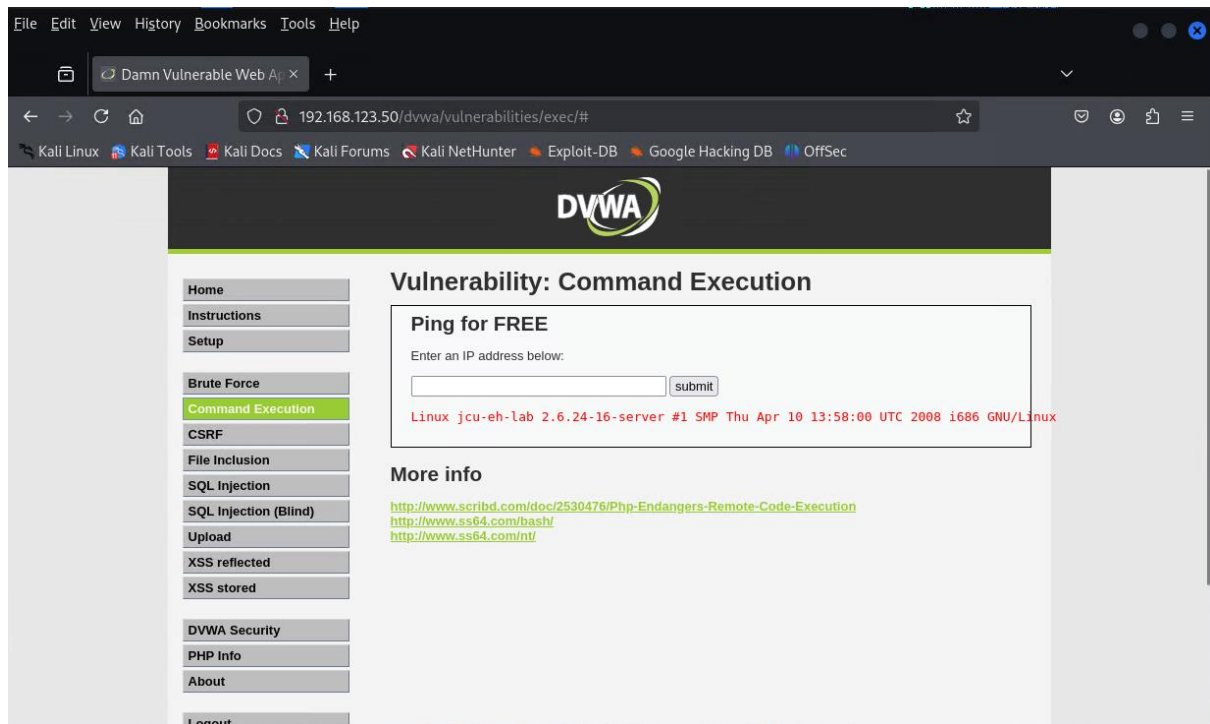 File Edit View History Bookmarks Tools Help
Damn Vulnerable Web Ap
192.168.123.50/dvwa/vulnerabilities/exec/#
Kali Linux Kali Tools Kali Docs Kali Forums Kali NetHunter Exploit-DB Google Hacking DB OffSec
DVWA
Home
Instructions
Setup
Brute Force
Command Execution
CSRF
File Inclusion
SQL Injection
SQL Injection (Blind)
Upload
XSS reflected
XSS stored
DVWA Security
PHP Info
About
Logout
Vulnerability: Command Execution
Ping for FREE
Enter an IP address below:
submit
Linux jcu-eh-lab 2.6.24-16-server #1 SMP Thu Apr 10 13:58:00 UTC 2008 i686 GNU/Linux
More info
http://www.scribd.com/doc/2530476/Php-Endangers-Remote-Code-Execution
http://www.ss64.com/bash/
http://www.ss64.com/nt/